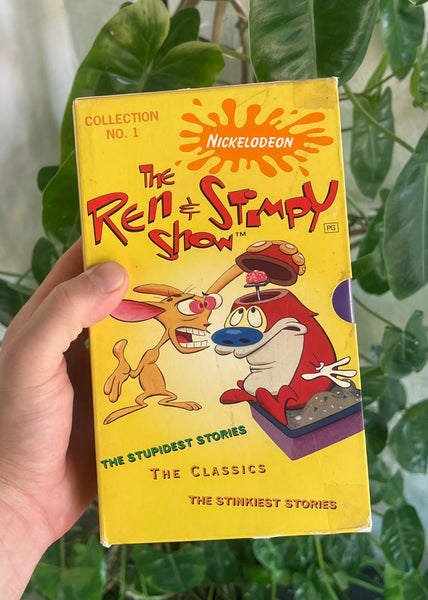 COLLECTION
NO. 1
NICKELODEON
The
Ren & Stimpy
Show™
PG
THE STUPIDEST STORIES
THE CLASSICS
THE STINKIEST STORIES